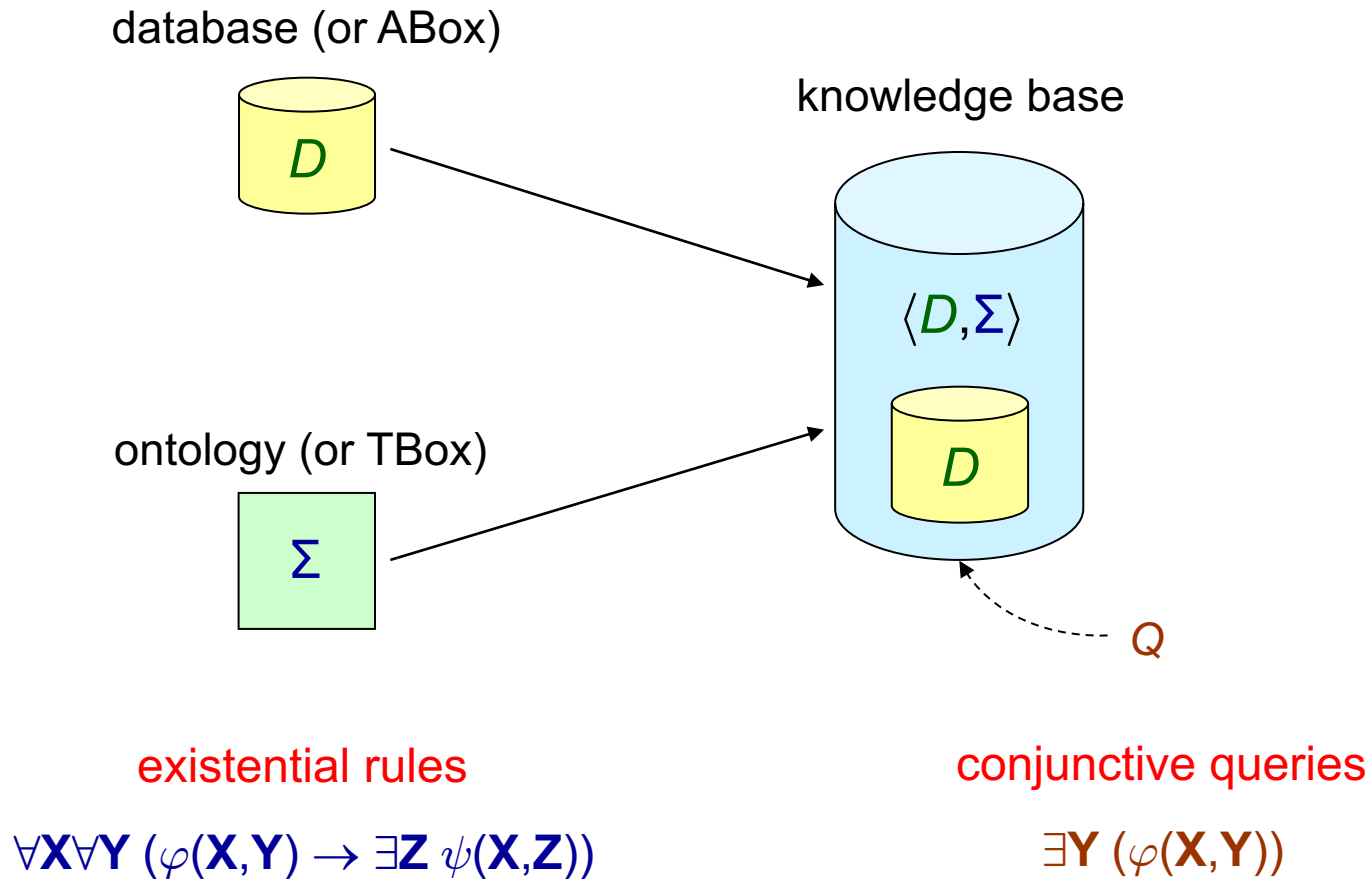 database (or ABox)
knowledge base
D
⟨D,Σ⟩
ontology (or TBox)
D
Σ
Q
existential rules
conjunctive queries
∀X∀Y (φ(X,Y) → ∃Z ψ(X,Z))
∃Y (φ(X,Y))